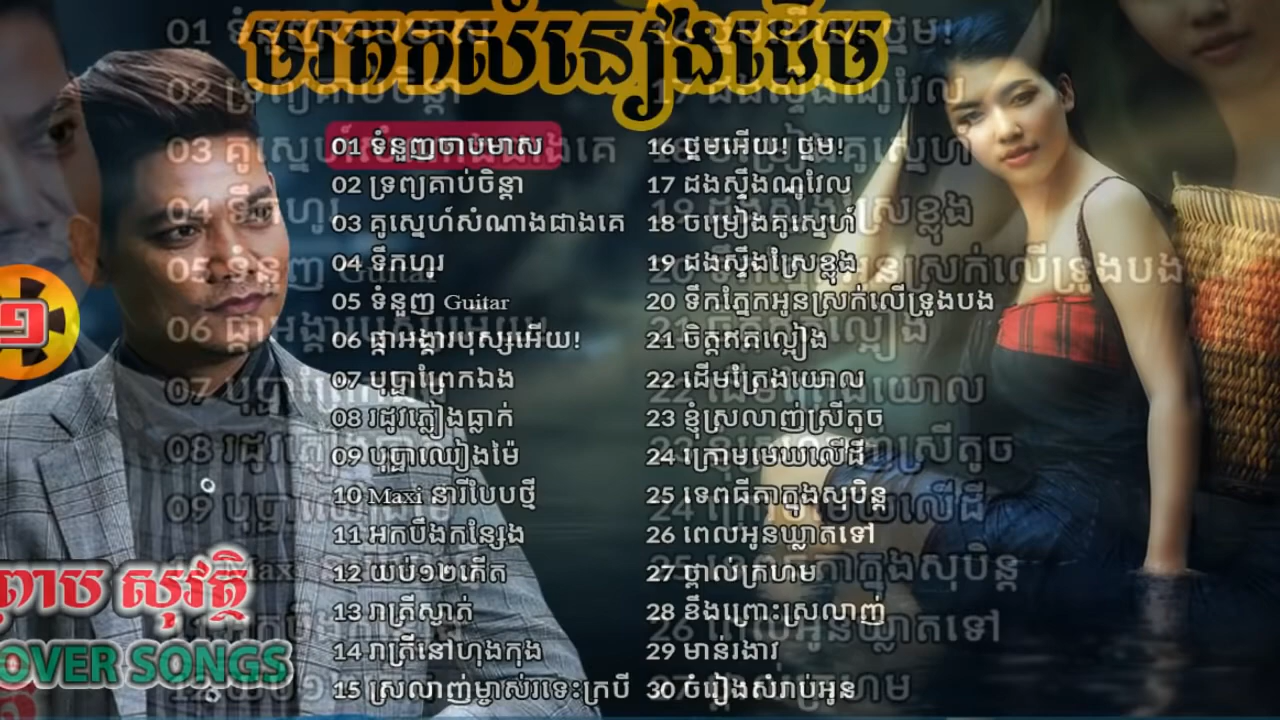 មរតកសំនៀងដើម
01 ទំនួញចាបមាស
02 ទ្រព្យគាប់ចិន្តា
03 គូស្នេហ៍សំណាងជាងគេ
04 ទឹកហូរ
05 ទំនួញ Guitar
06 ផ្កាអង្គារបុស្សអើយ!
07 បុប្ផាព្រែកឯង
08 រដូវភ្លៀងធ្លាក់
09 បុប្ផាឈៀងម៉ៃ
10 Maxi នារីបែបថ្មី
11 អកបឹងកន្សែង
12 យប់១២កើត
13 រាត្រីស្ងាត់
14 រាត្រីនៅហុងកុង
15 ស្រលាញ់ម្ចាស់រទេះក្របី
16 ថ្នមអើយ! ថ្នម!
17 ដងស្ទឹងណូវែល
18 ចម្រៀងគូស្នេហ៍
19 ដងស្ទឹងស្រែខ្លុង
20 ទឹកភ្នែកអូនស្រក់លើទ្រូងបង
21 ចិត្តឥតល្អៀង
22 ដើមត្រែងយោល
23 ខ្ញុំស្រលាញ់ស្រីតូច
24 ក្រោមមេឃលើដី
25 ទេពធីតាក្នុងសុបិន្ត
26 ពេលអូនឃ្លាតទៅ
27 ថ្ពាល់ក្រហម
28 ខឹងព្រោះស្រលាញ់
29 មាន់រងាវ
30 ចំរៀងសំរាប់អូន
ព្រាប សុវត្ថិ
COVER SONGS